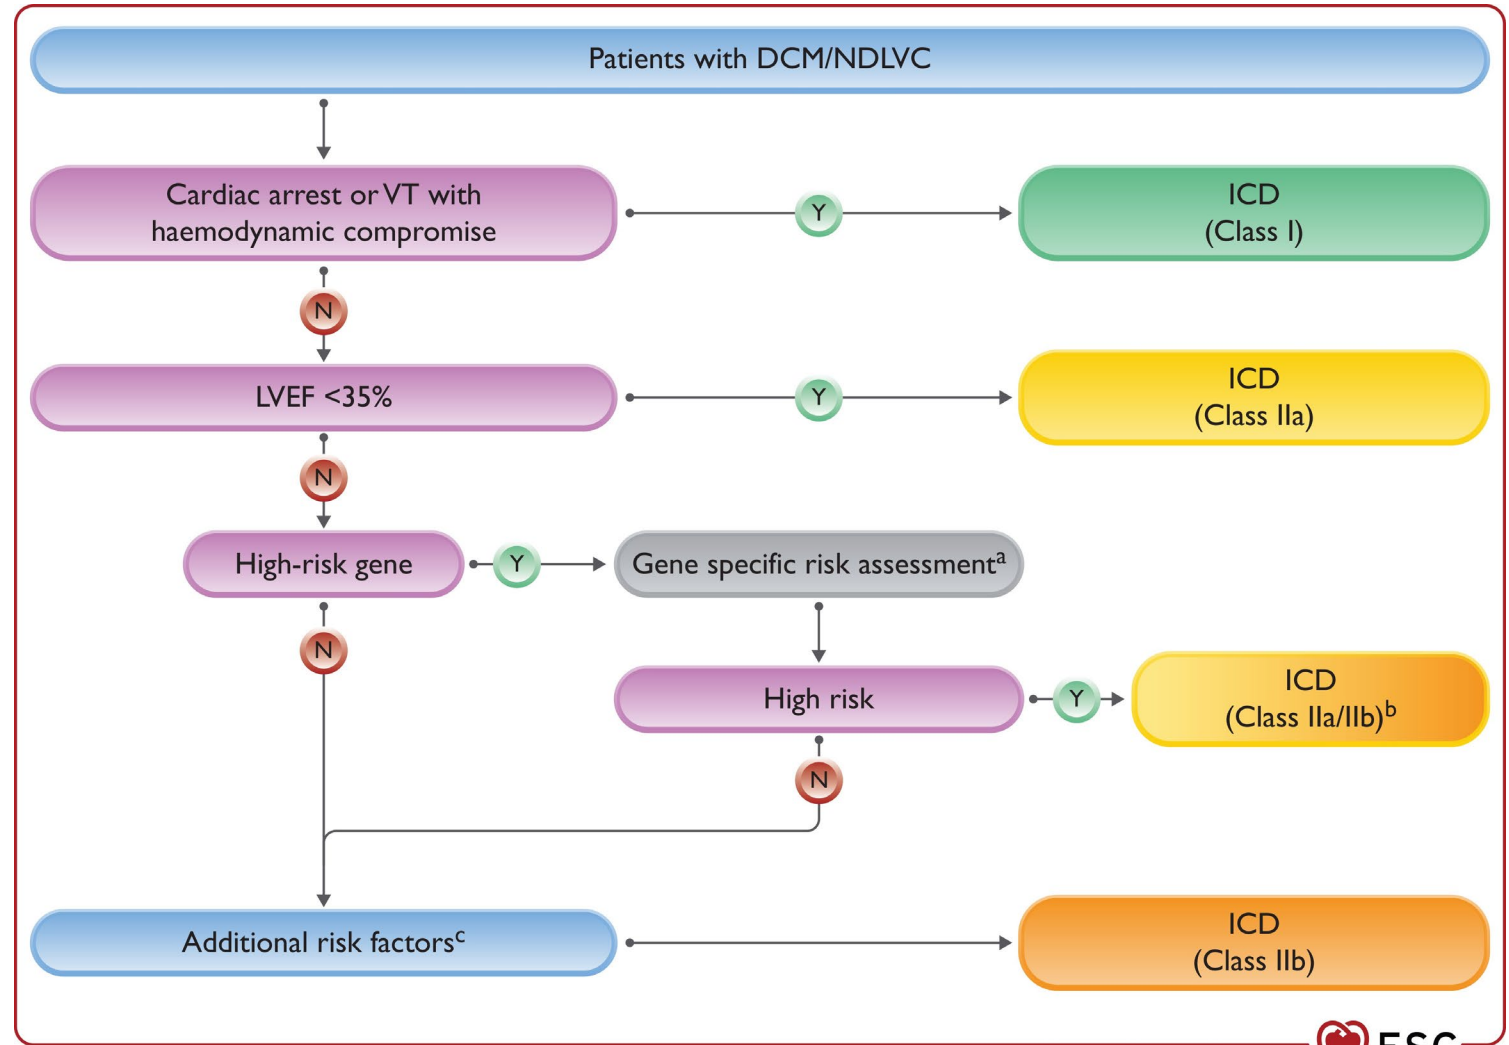 Patients with DCM/NDLVC
Cardiac arrest or VT with
haemodynamic compromise
Y
ICD
(Class I)
N
LVEF <35%
Y
ICD
(Class IIa)
N
High-risk gene
Y
Gene specific risk assessmentᵃ
N
High risk
Y
ICD
(Class IIa/IIb)ᵇ
N
Additional risk factorsᶜ
ICD
(Class IIb)
ESC